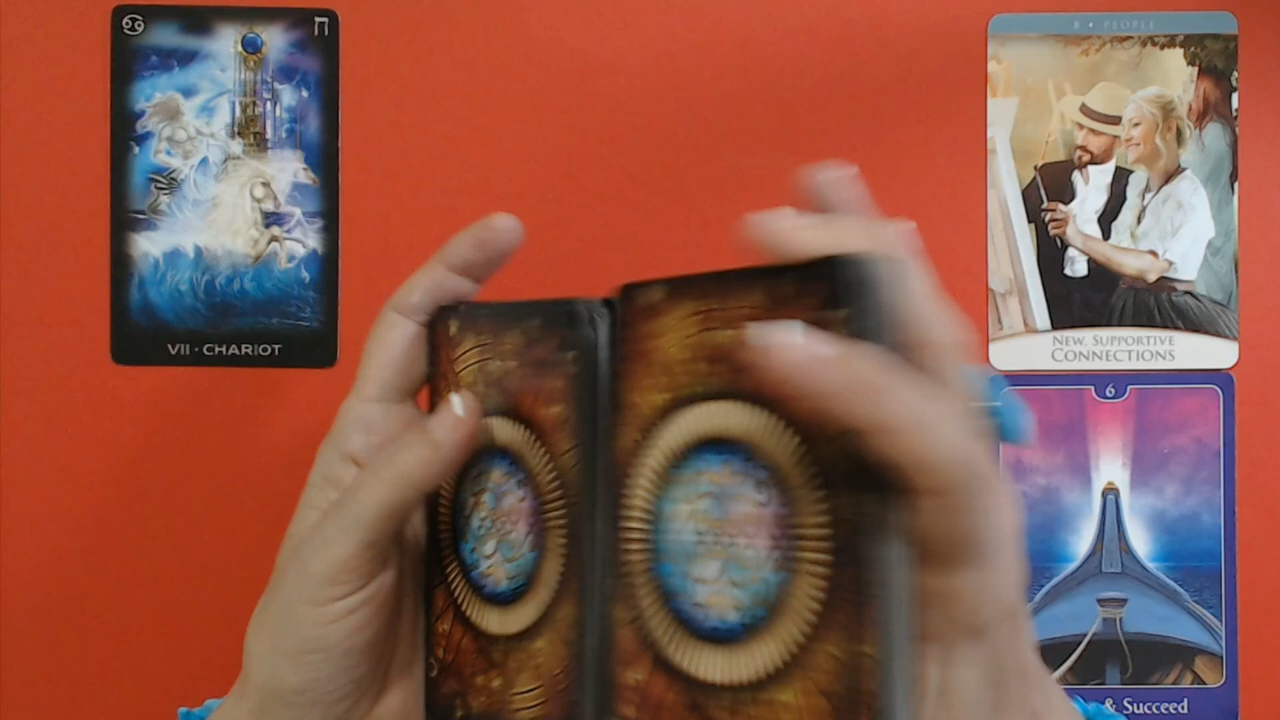 ח
VII · CHARIOT
8 • PEOPLE
NEW, SUPPORTIVE
CONNECTIONS
6
& Succeed